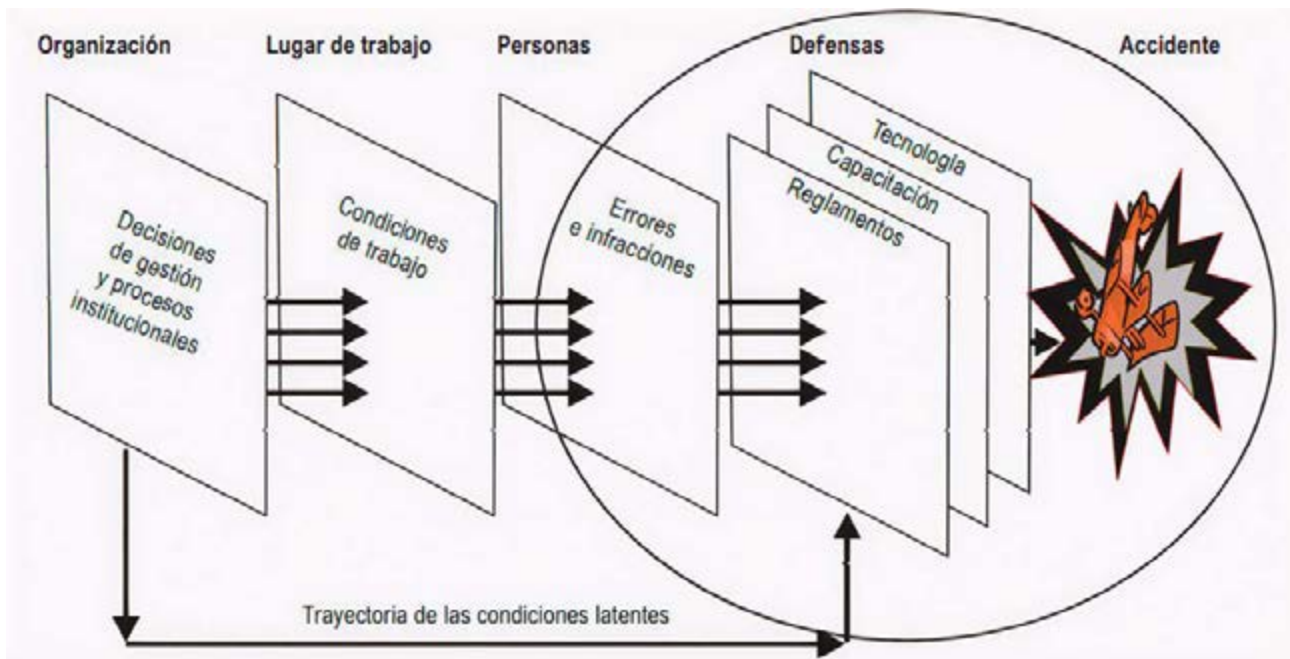 Organización
Lugar de trabajo
Personas
Defensas
Accidente
Decisiones
de gestión
y procesos
institucionales
Condiciones
de trabajo
Errores
e infracciones
Tecnología
Capacitación
Reglamentos
Trayectoria de las condiciones latentes